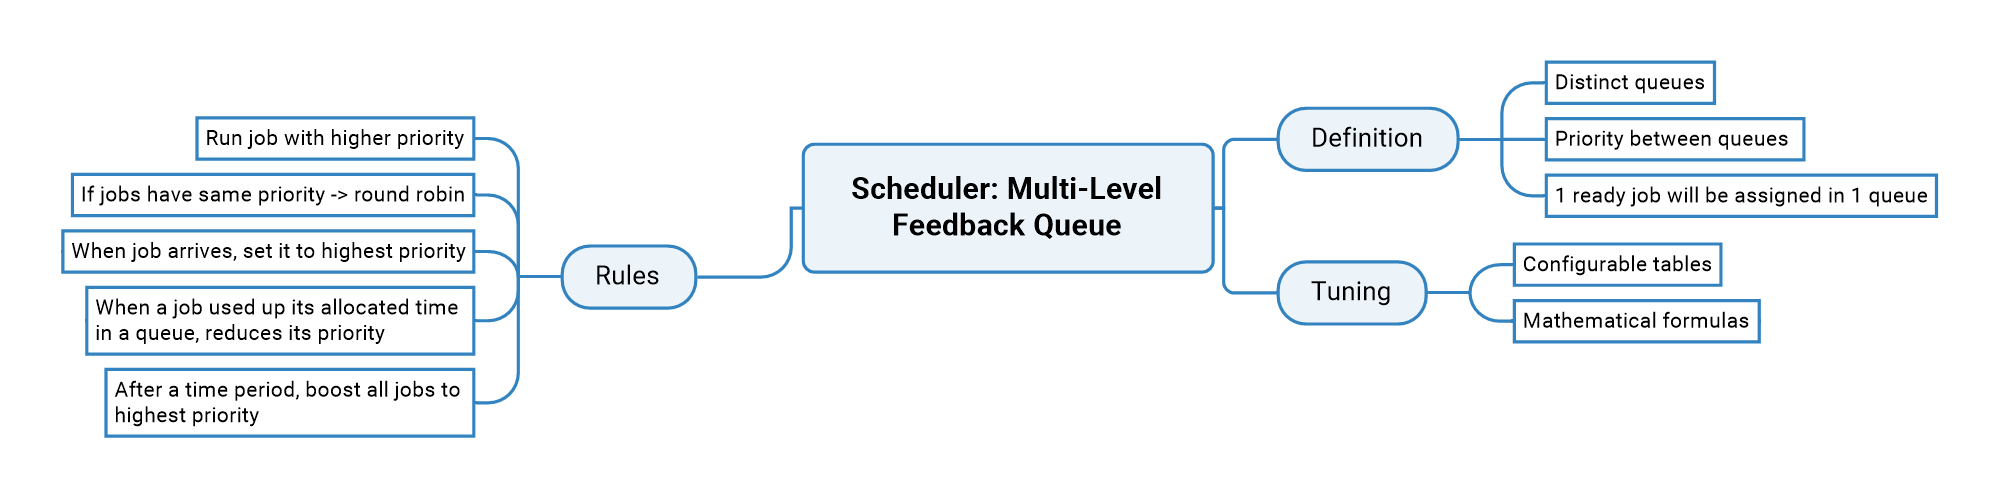 Scheduler: Multi-Level
Feedback Queue
Rules
Run job with higher priority
If jobs have same priority -> round robin
When job arrives, set it to highest priority
When a job used up its allocated time
in a queue, reduces its priority
After a time period, boost all jobs to
highest priority
Definition
Distinct queues
Priority between queues
1 ready job will be assigned in 1 queue
Tuning
Configurable tables
Mathematical formulas